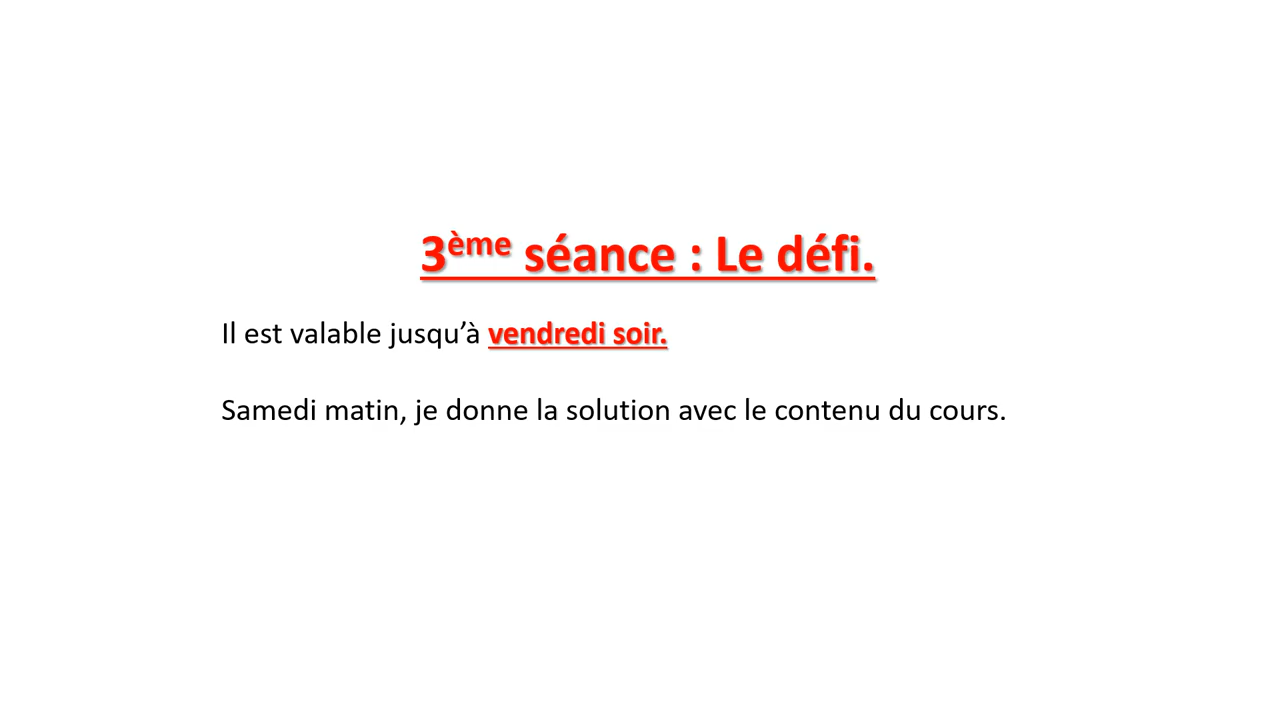 3ème séance : Le défi.
Il est valable jusqu’à vendredi soir.
Samedi matin, je donne la solution avec le contenu du cours.